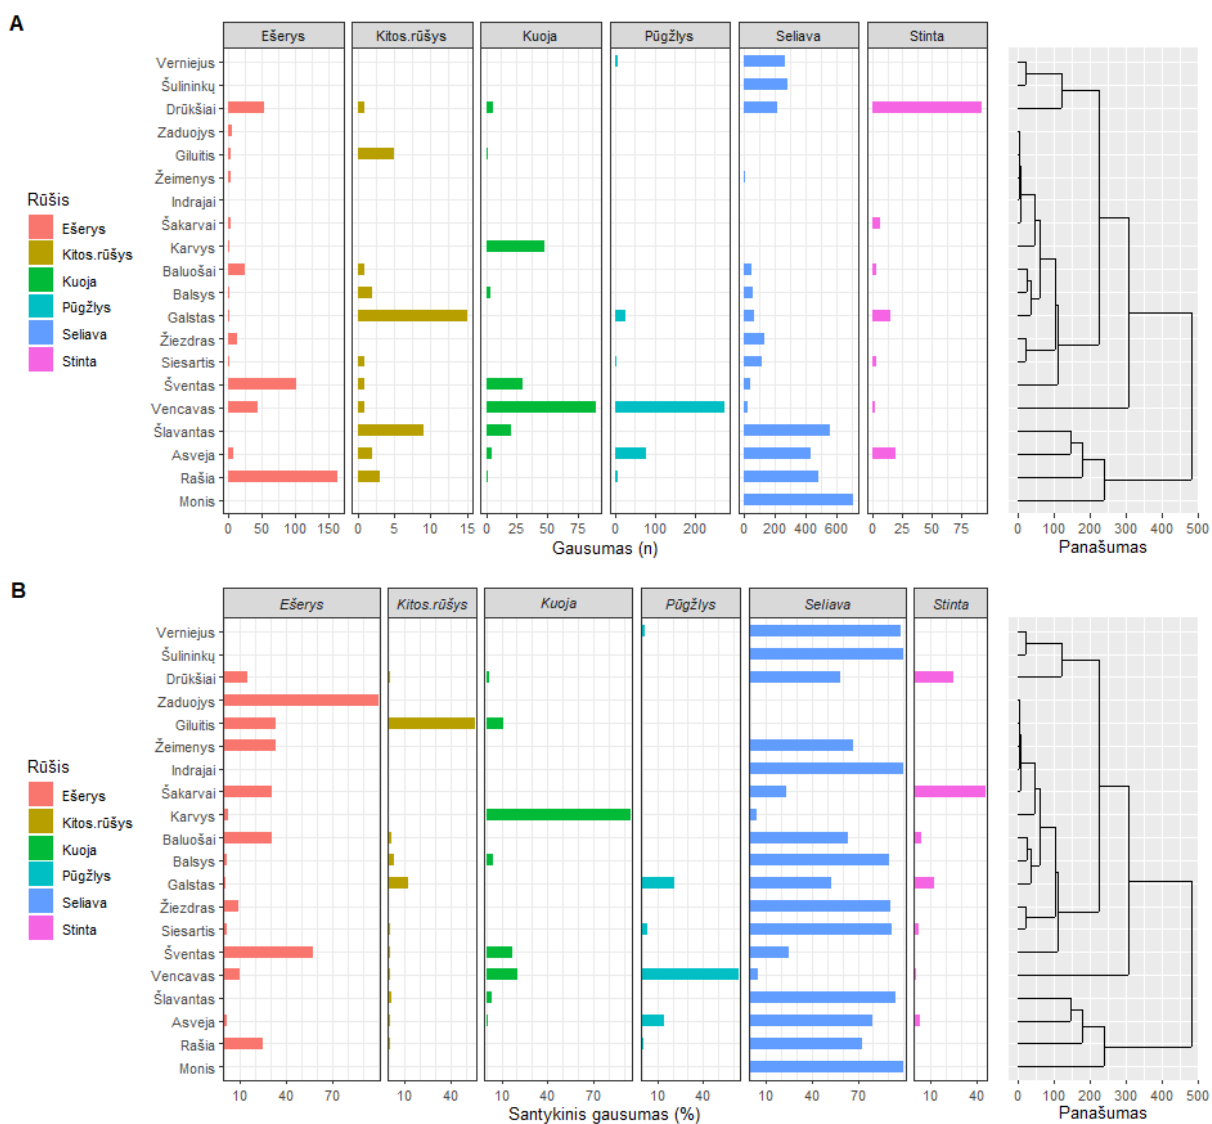 A
Ešerys Kitos.rūšys Kuoja Pūgžlys Seliava Stinta
Verniejus
Šulininkų
Drūkšiai
Zaduojys
Giluitis
Žeimenys
Indrajai
Šakarvai
Karvys
Baluošai
Balsys
Galstas
Žiezdras
Siesartis
Šventas
Vencavas
Šlavantas
Asveja
Rašia
Monis
Rūšis
Ešerys
Kitos.rūšys
Kuoja
Pūgžlys
Seliava
Stinta
0 50 100 150 0 5 10 15 0 25 50 75 0 100 200 0 200 400 600 0 25 50 75 0 100 200 300 400 500
Gausumas (n)
Panašumas
B
Ešerys Kitos.rūšys Kuoja Pūgžlys Seliava Stinta
Verniejus
Šulininkų
Drūkšiai
Zaduojys
Giluitis
Žeimenys
Indrajai
Šakarvai
Karvys
Baluošai
Balsys
Galstas
Žiezdras
Siesartis
Šventas
Vencavas
Šlavantas
Asveja
Rašia
Monis
Rūšis
Ešerys
Kitos.rūšys
Kuoja
Pūgžlys
Seliava
Stinta
10 40 70 10 40 10 40 70 10 40 10 40 70 10 40 0 100 200 300 400 500
Santykinis gausumas (%)
Panašumas